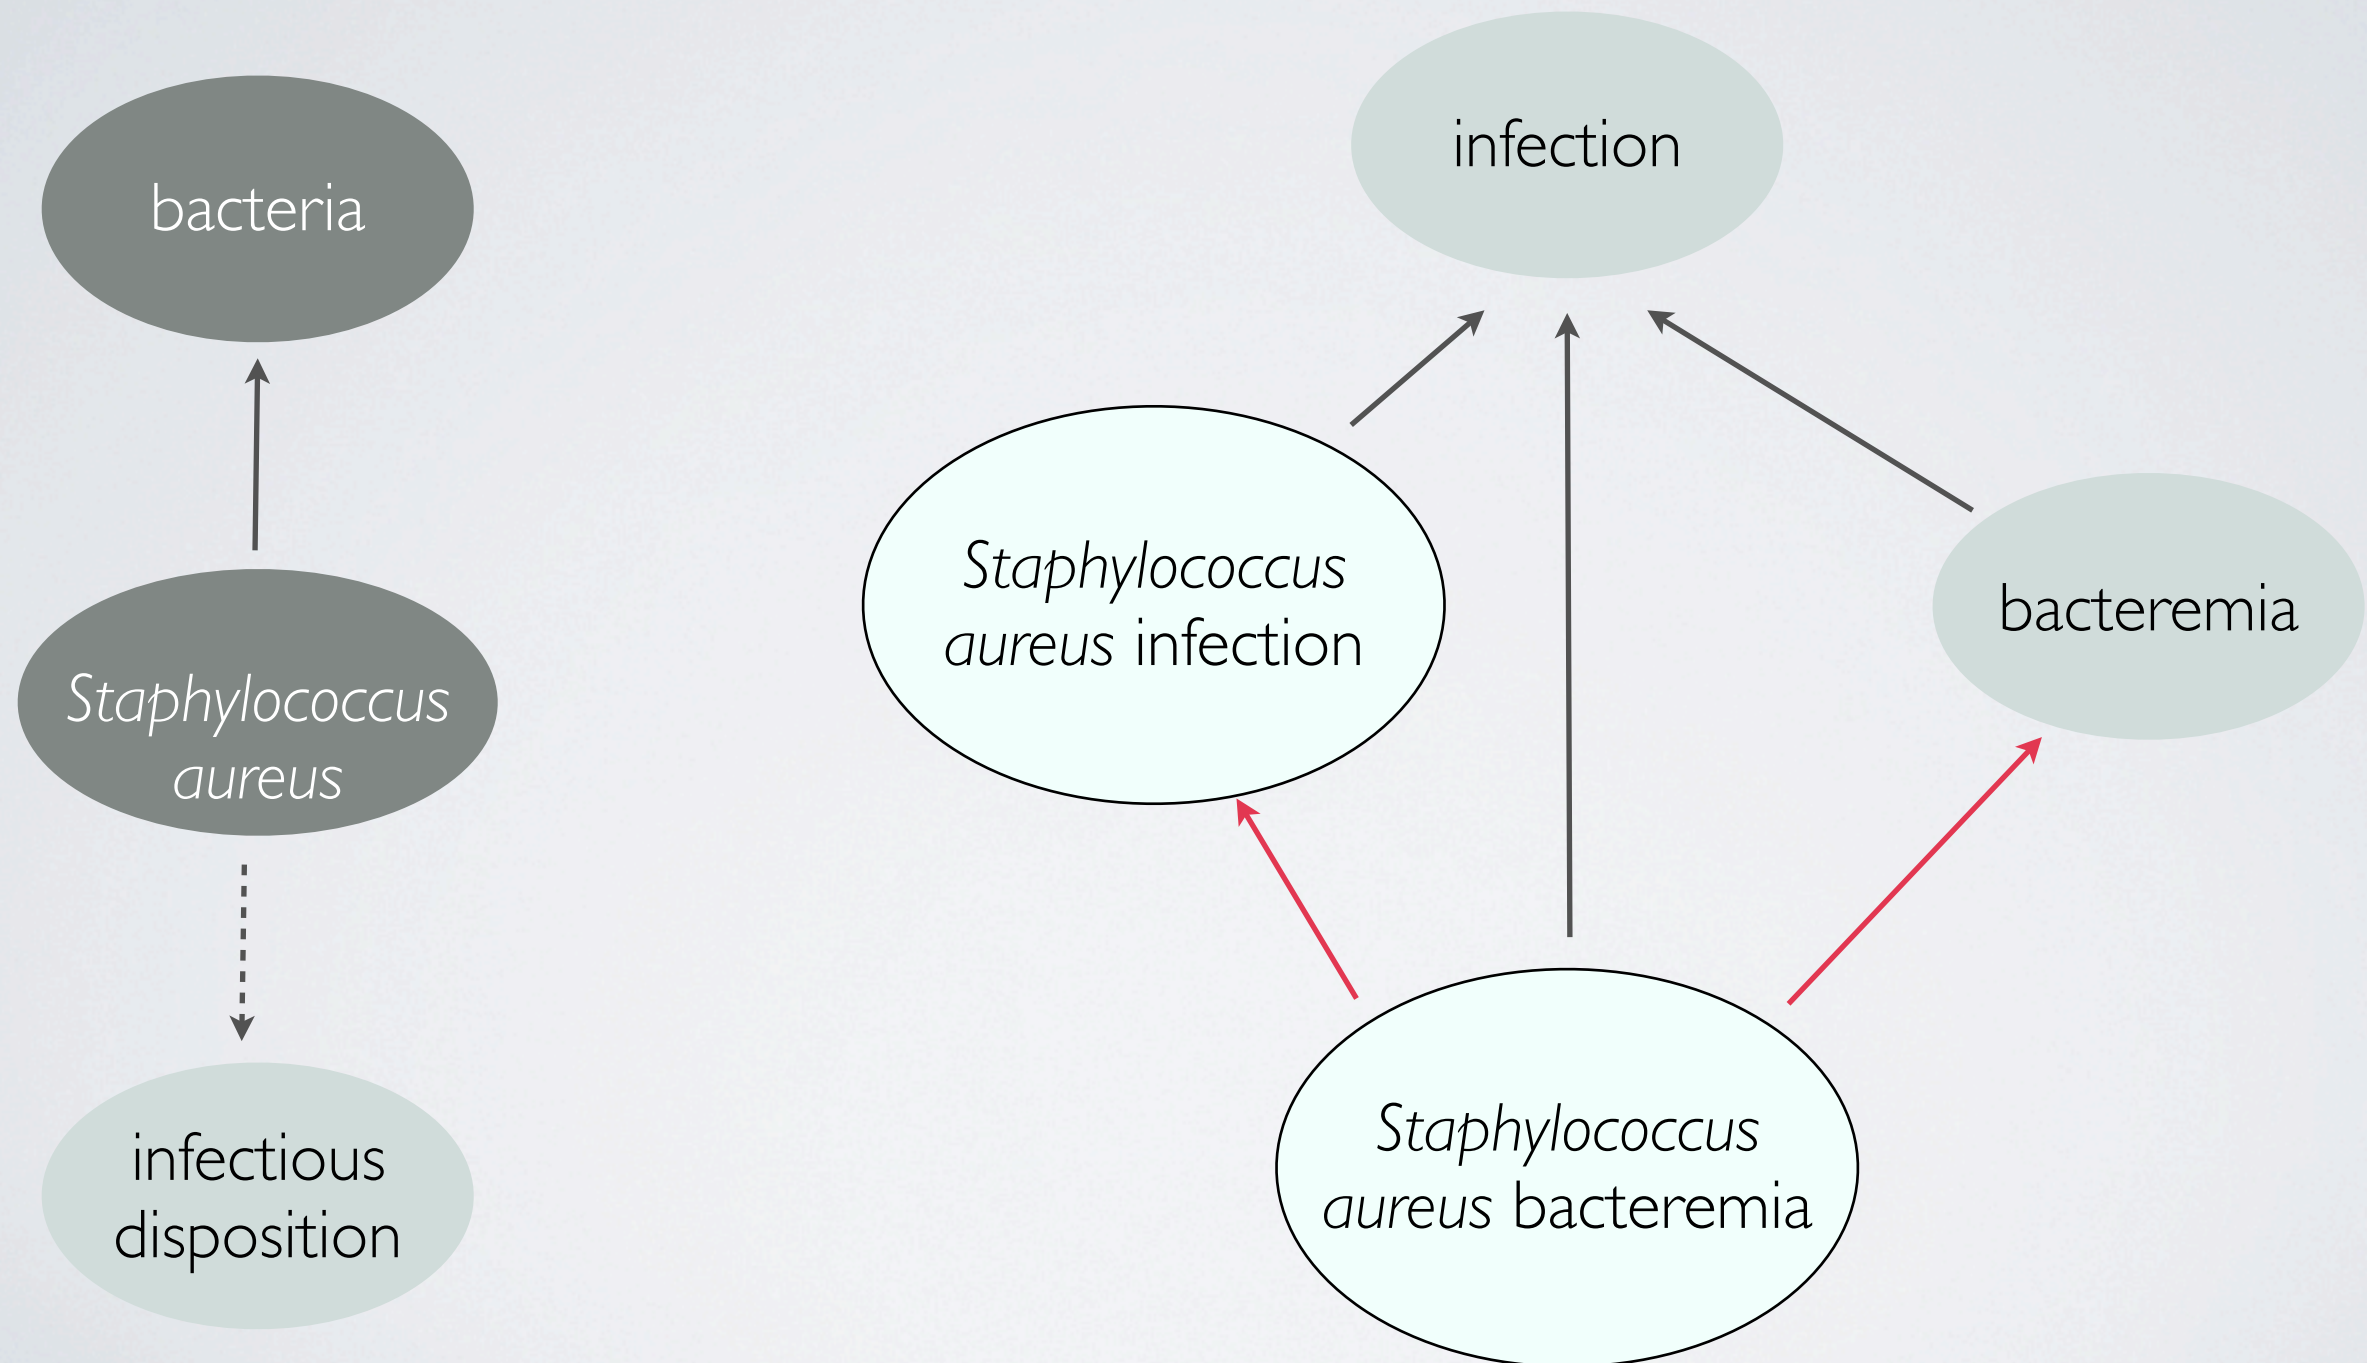 bacteria
Staphylococcus
aureus
infectious
disposition
infection
Staphylococcus
aureus infection
bacteremia
Staphylococcus
aureus bacteremia